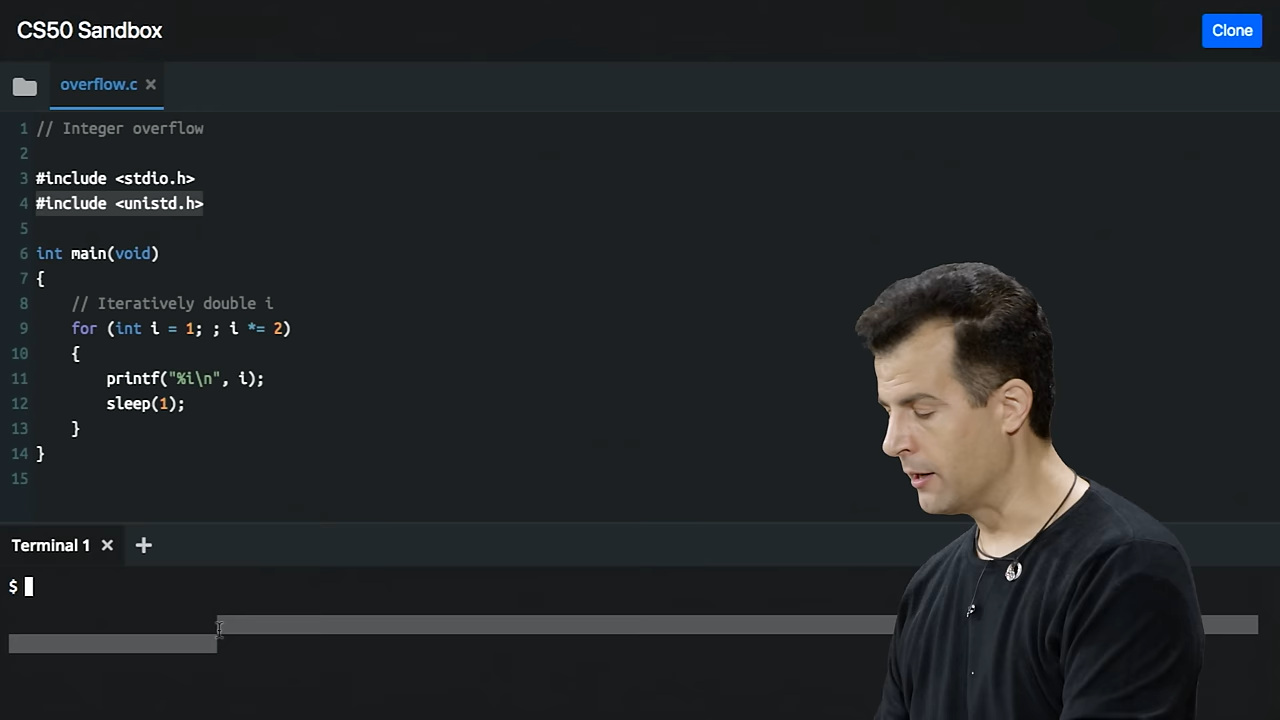 CS50 Sandbox
Clone
overflow.c ×
1 // Integer overflow
2
3 #include <stdio.h>
4 #include <unistd.h>
5
6 int main(void)
7 {
8     // Iteratively double i
9     for (int i = 1; ; i *= 2)
10     {
11         printf("%i\n", i);
12         sleep(1);
13     }
14 }
15
Terminal 1 × +
$